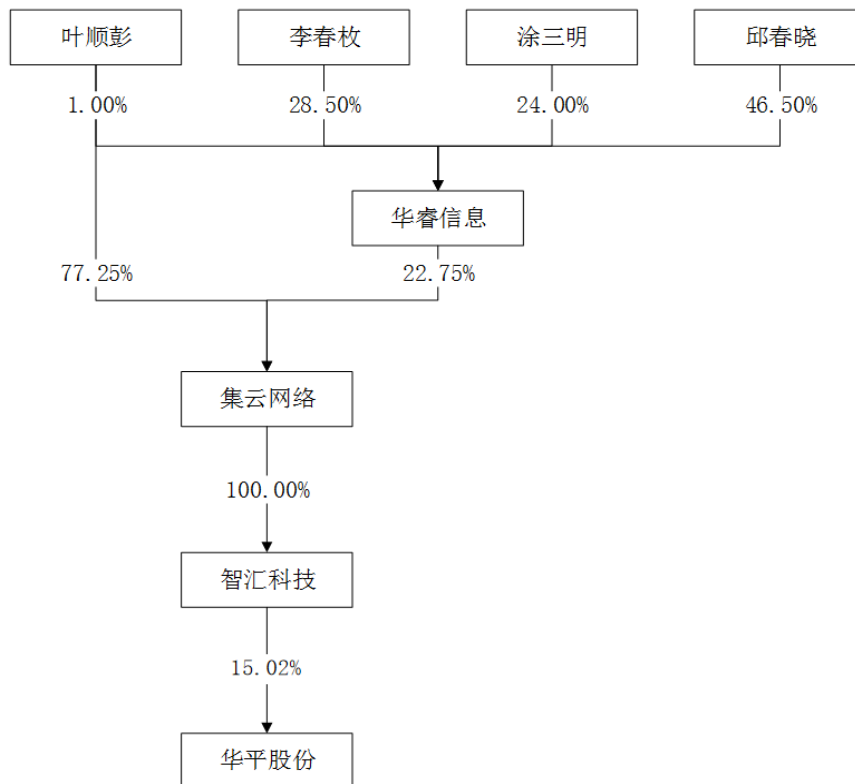 叶顺彭 李春枚 涂三明 邱春晓
1.00% 28.50% 24.00% 46.50%
华睿信息
77.25% 22.75%
集云网络
100.00%
智汇科技
15.02%
华平股份